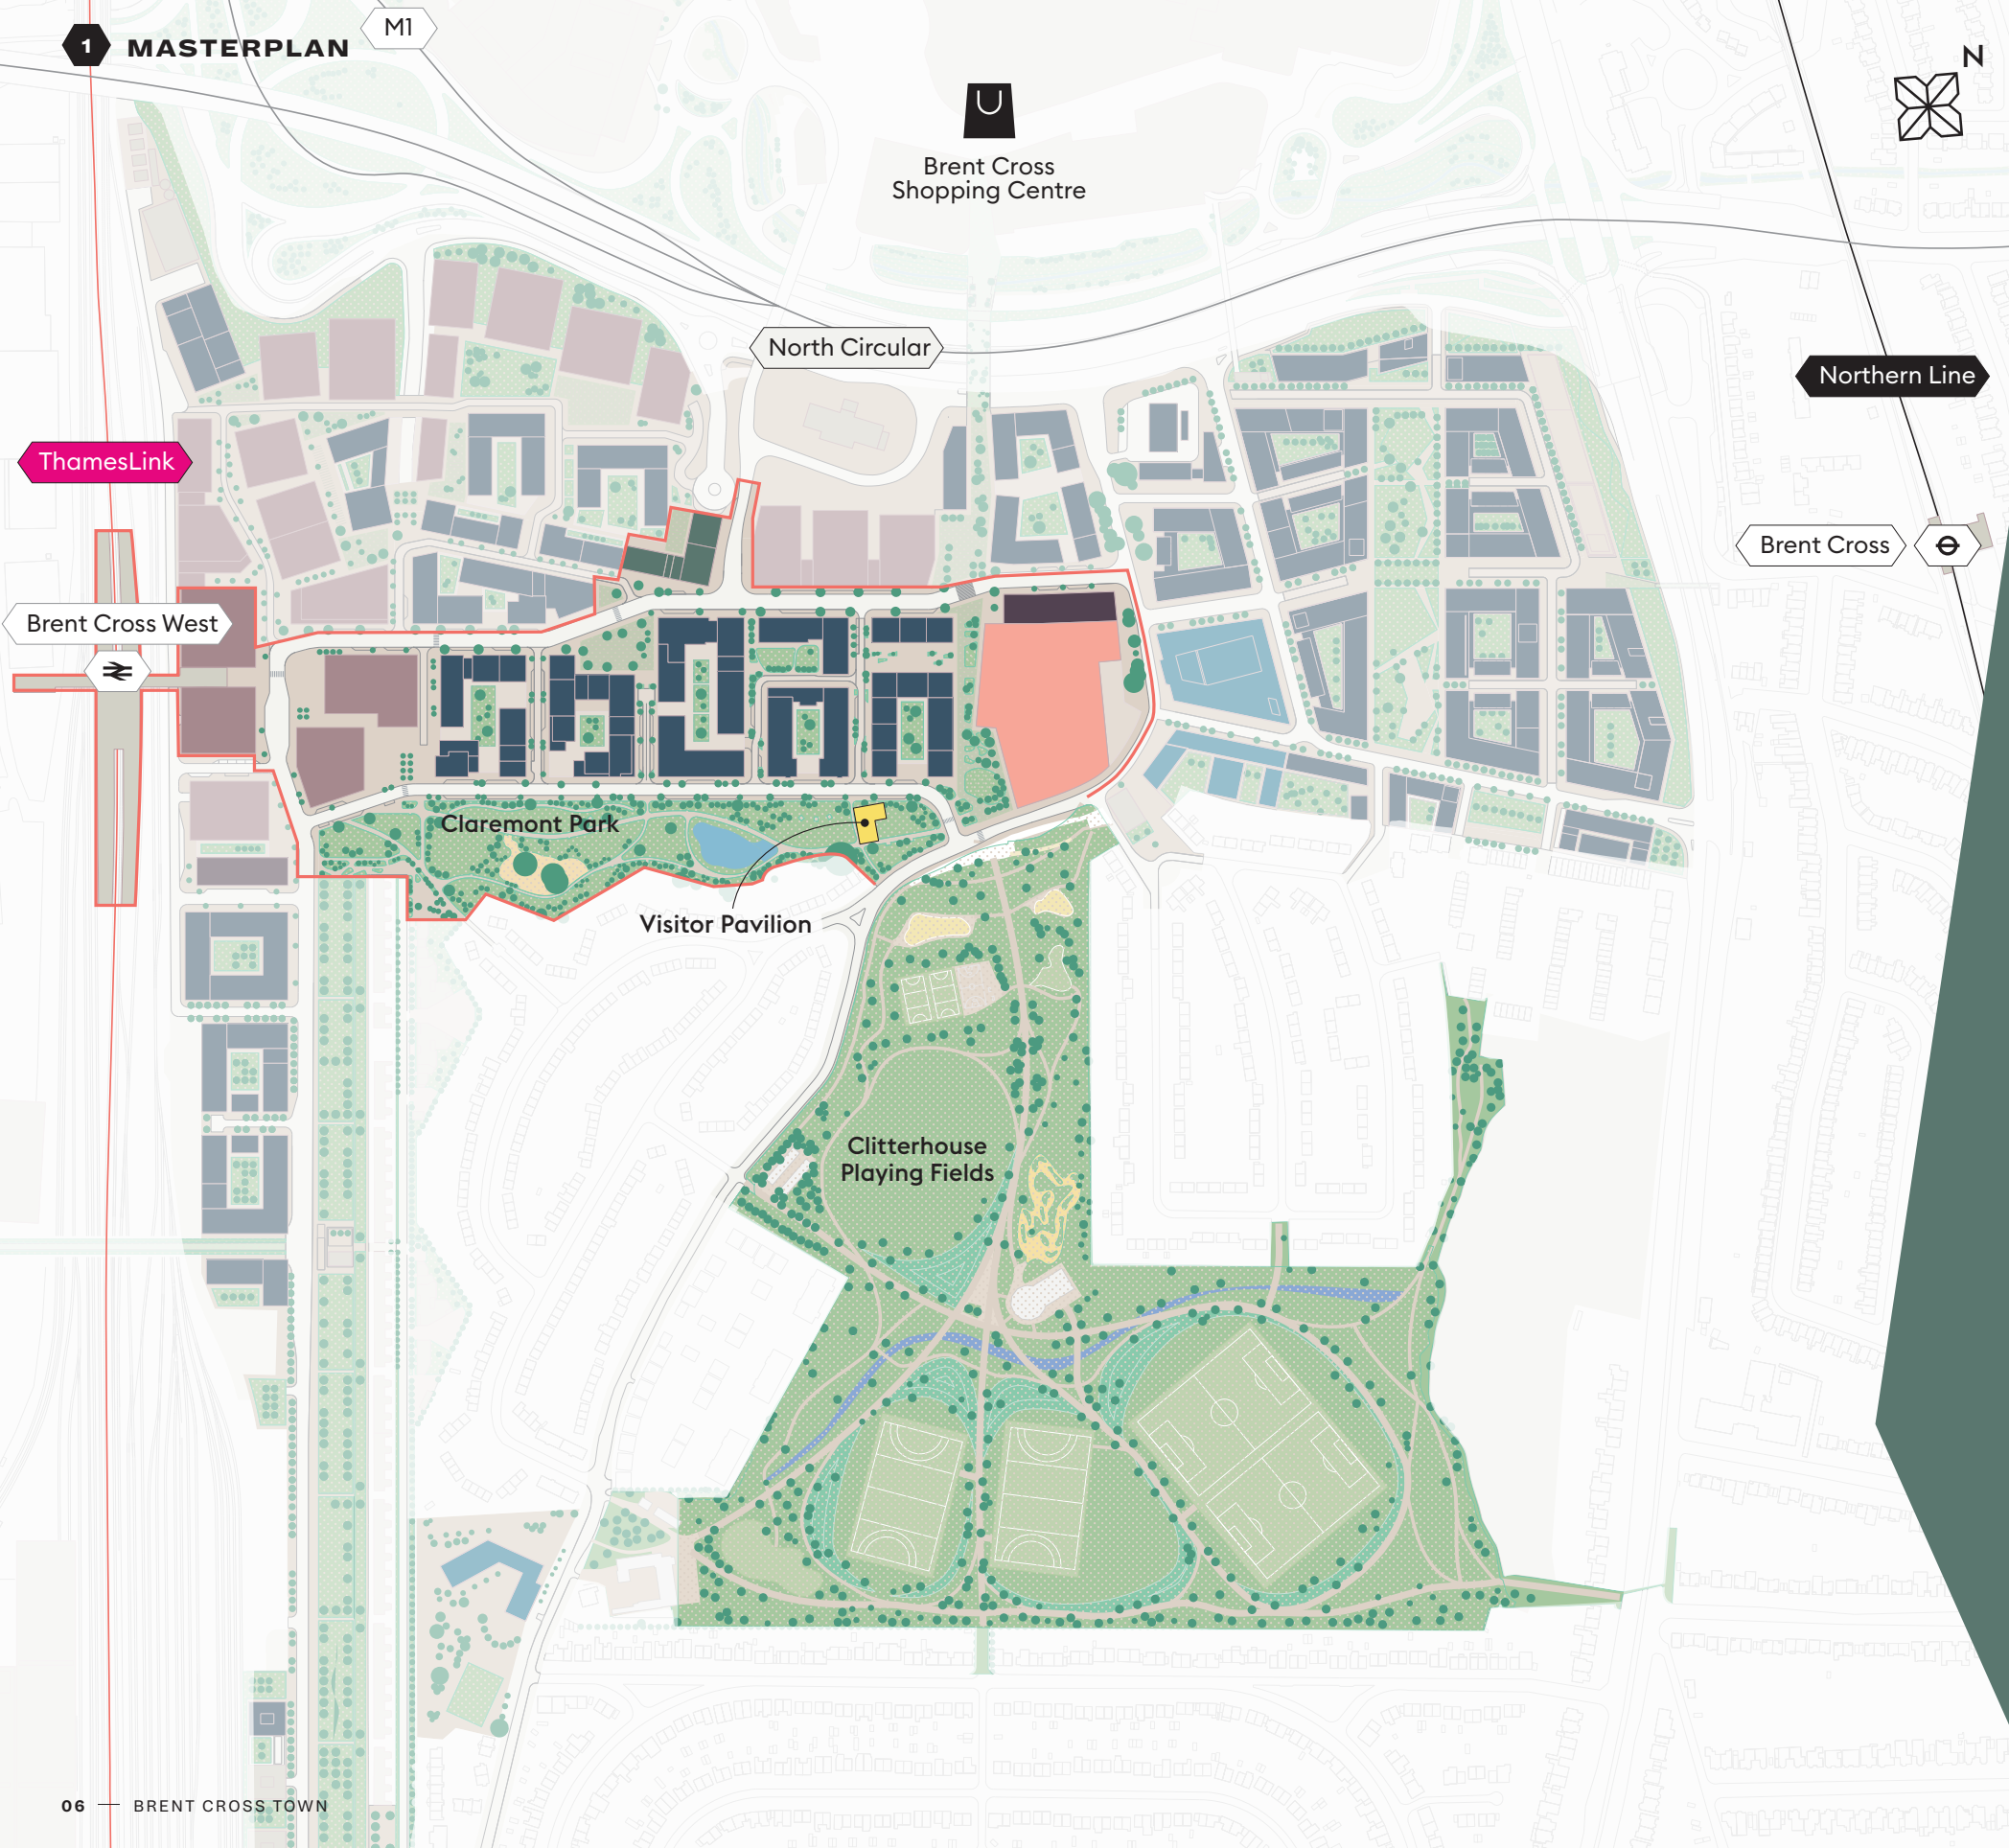 1 MASTERPLAN
M1
N
Brent Cross
Shopping Centre
North Circular
Northern Line
ThamesLink
Brent Cross
Brent Cross West
Claremont Park
Visitor Pavilion
Clitterhouse
Playing Fields
06 — BRENT CROSS TOWN